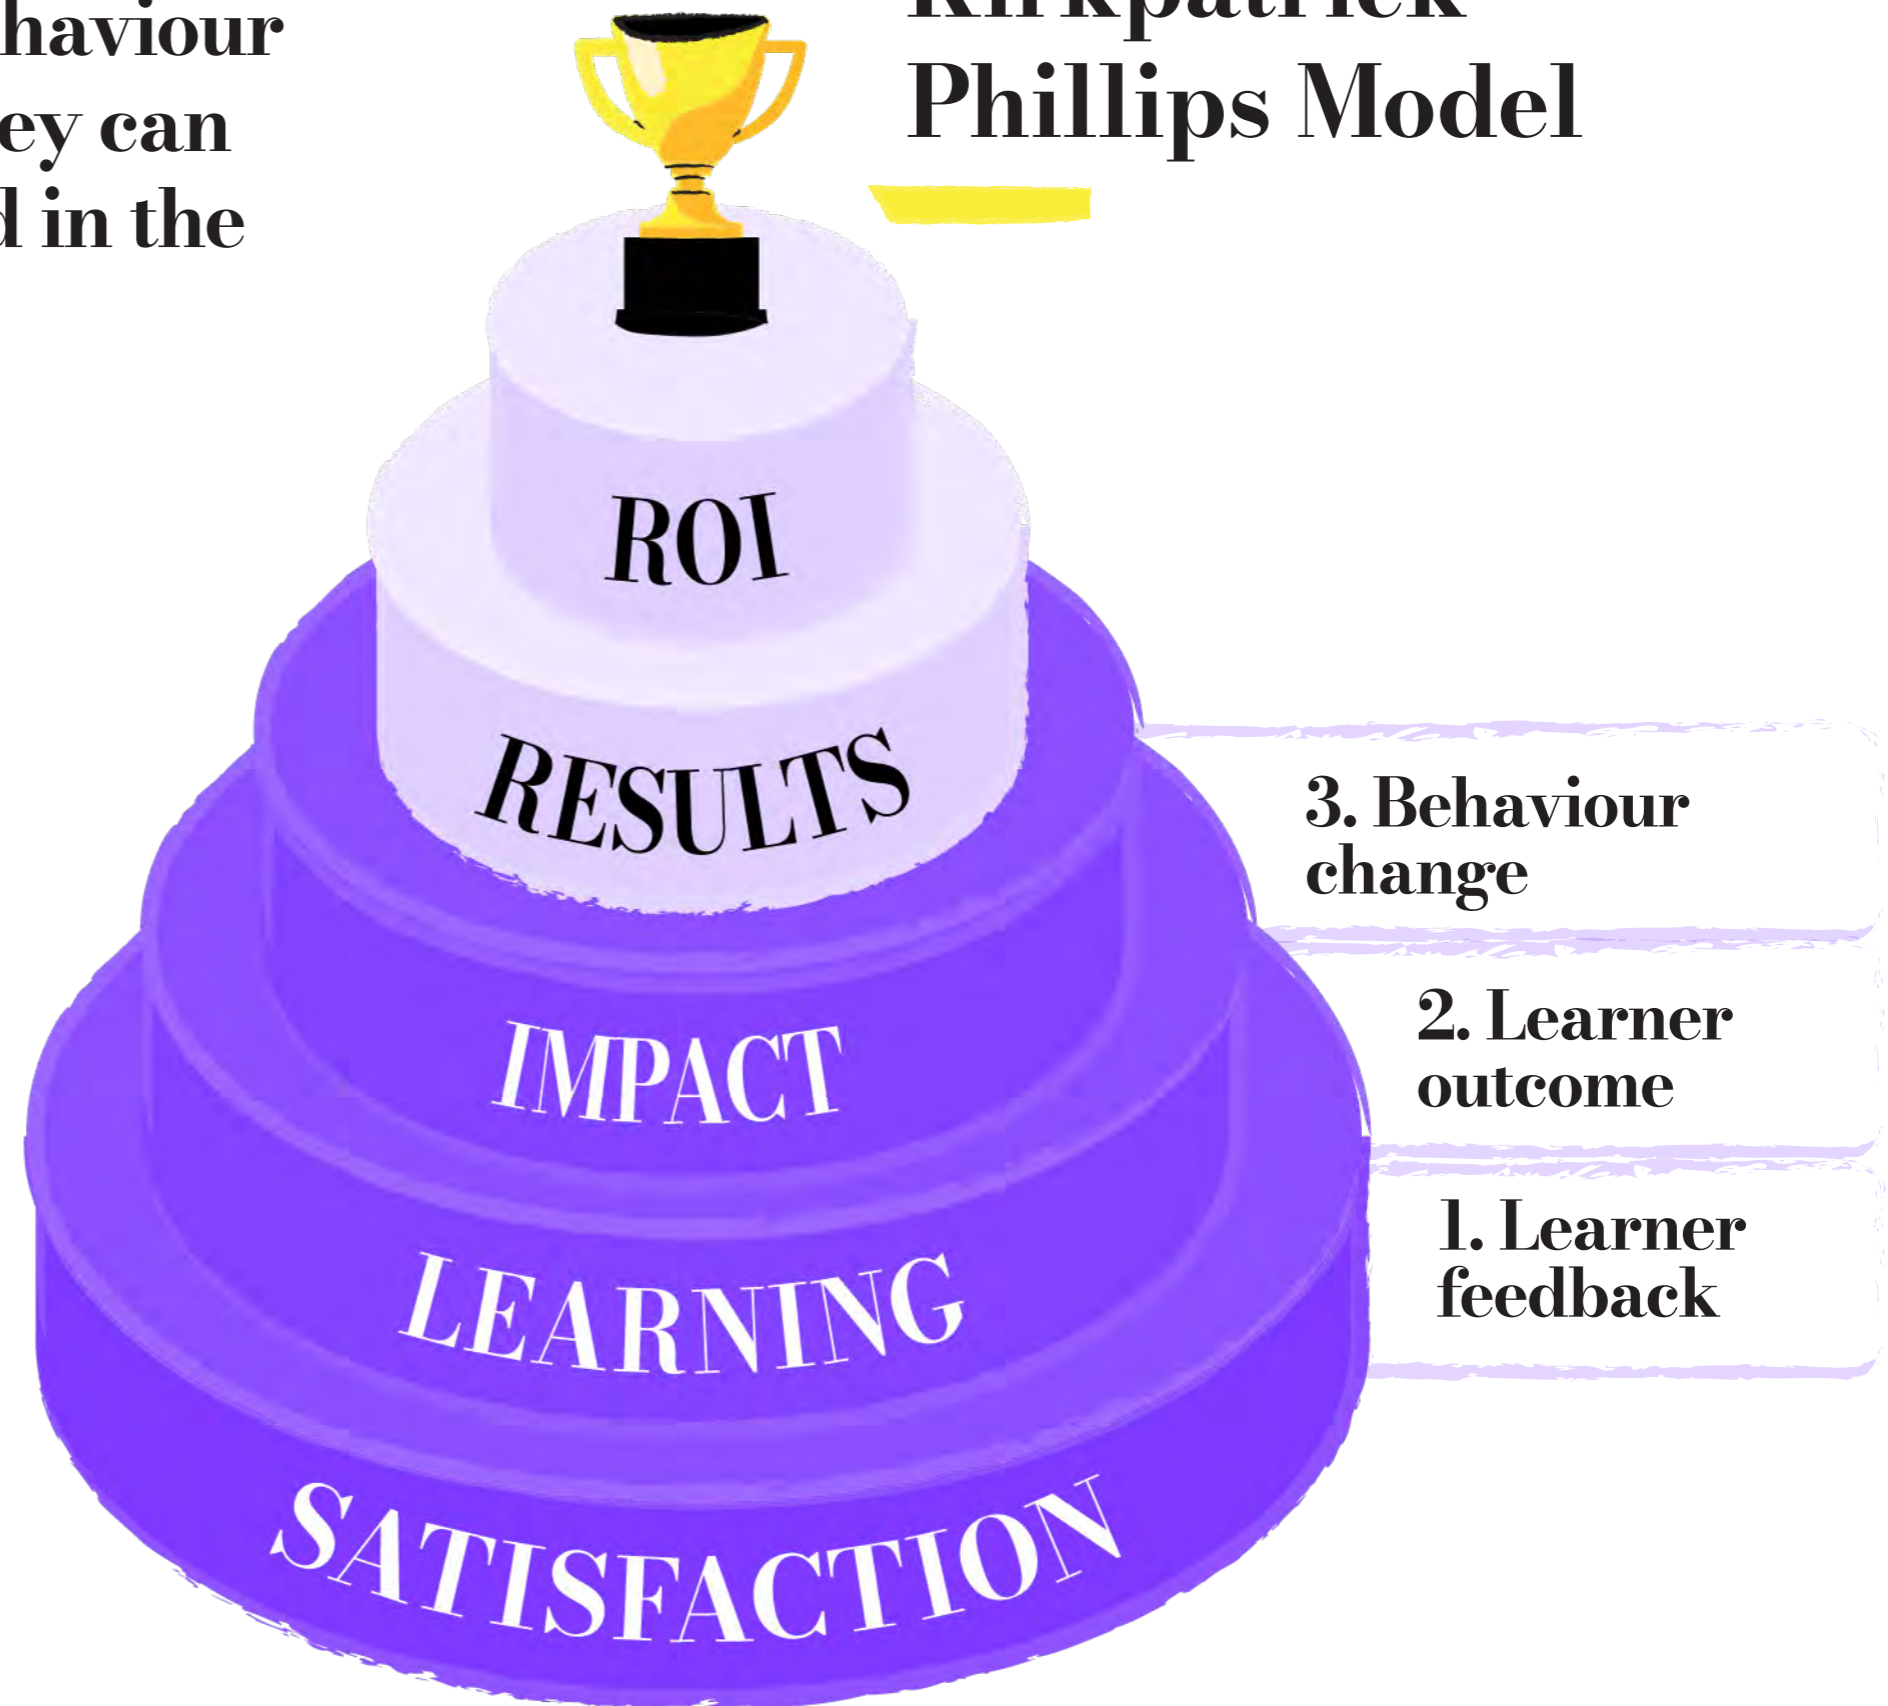 haviour
ey can
d in the
Kirkpatrick
Phillips Model
ROI
RESULTS
IMPACT
LEARNING
SATISFACTION
3. Behaviour
change
2. Learner
outcome
1. Learner
feedback